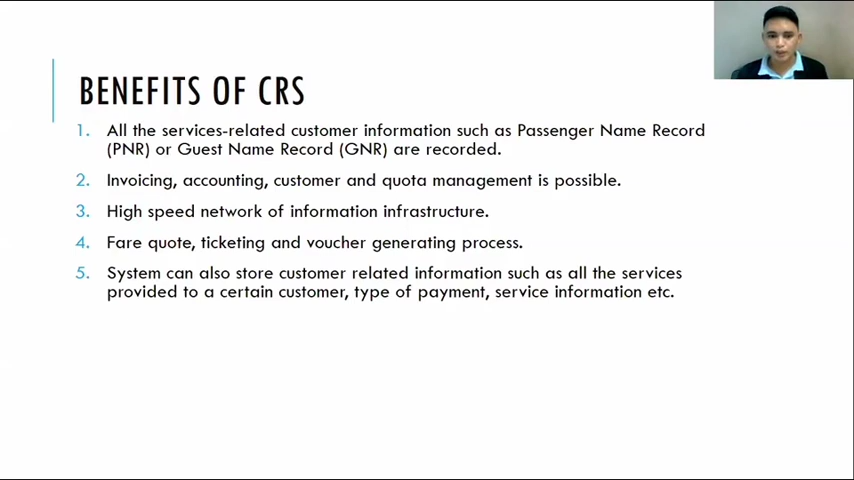 BENEFITS OF CRS
1. All the services-related customer information such as Passenger Name Record
(PNR) or Guest Name Record (GNR) are recorded.
2. Invoicing, accounting, customer and quota management is possible.
3. High speed network of information infrastructure.
4. Fare quote, ticketing and voucher generating process.
5. System can also store customer related information such as all the services
provided to a certain customer, type of payment, service information etc.